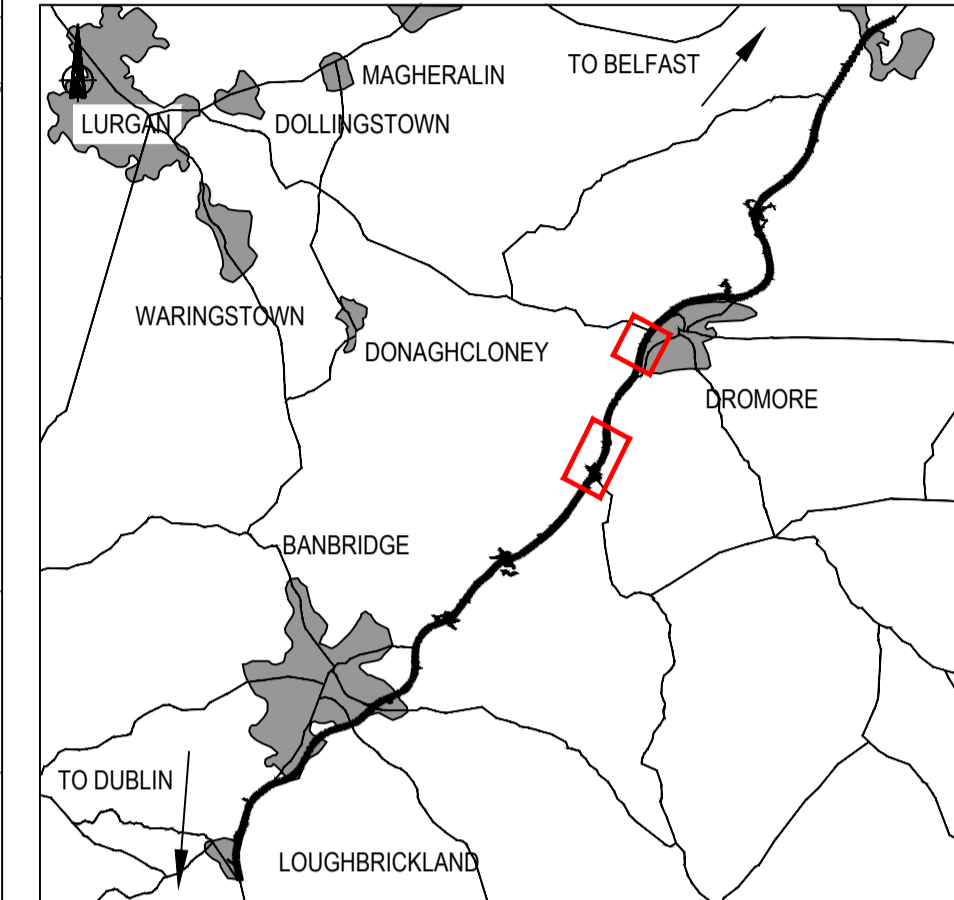 TO BELFAST
MAGHERALIN
LURGAN
DOLLINGSTOWN
WARINGSTOWN
DONAGHCLONEY
DROMORE
BANBRIDGE
TO DUBLIN
LOUGHBRICKLAND